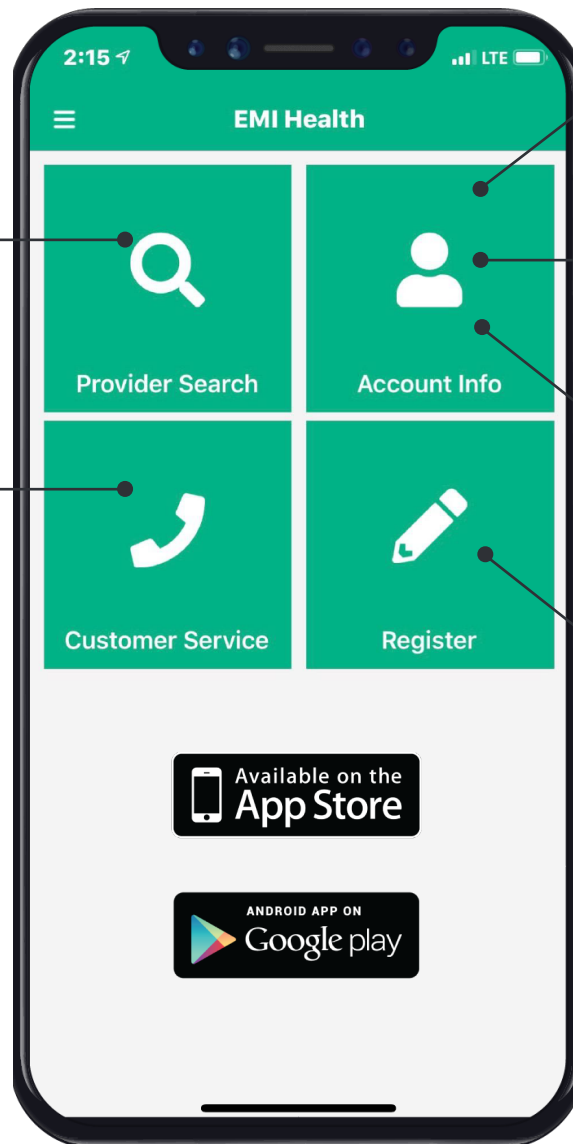 2:15 LTE
EMI Health
Provider Search
Account Info
Customer Service
Register
Available on the
App Store
ANDROID APP ON
Google play